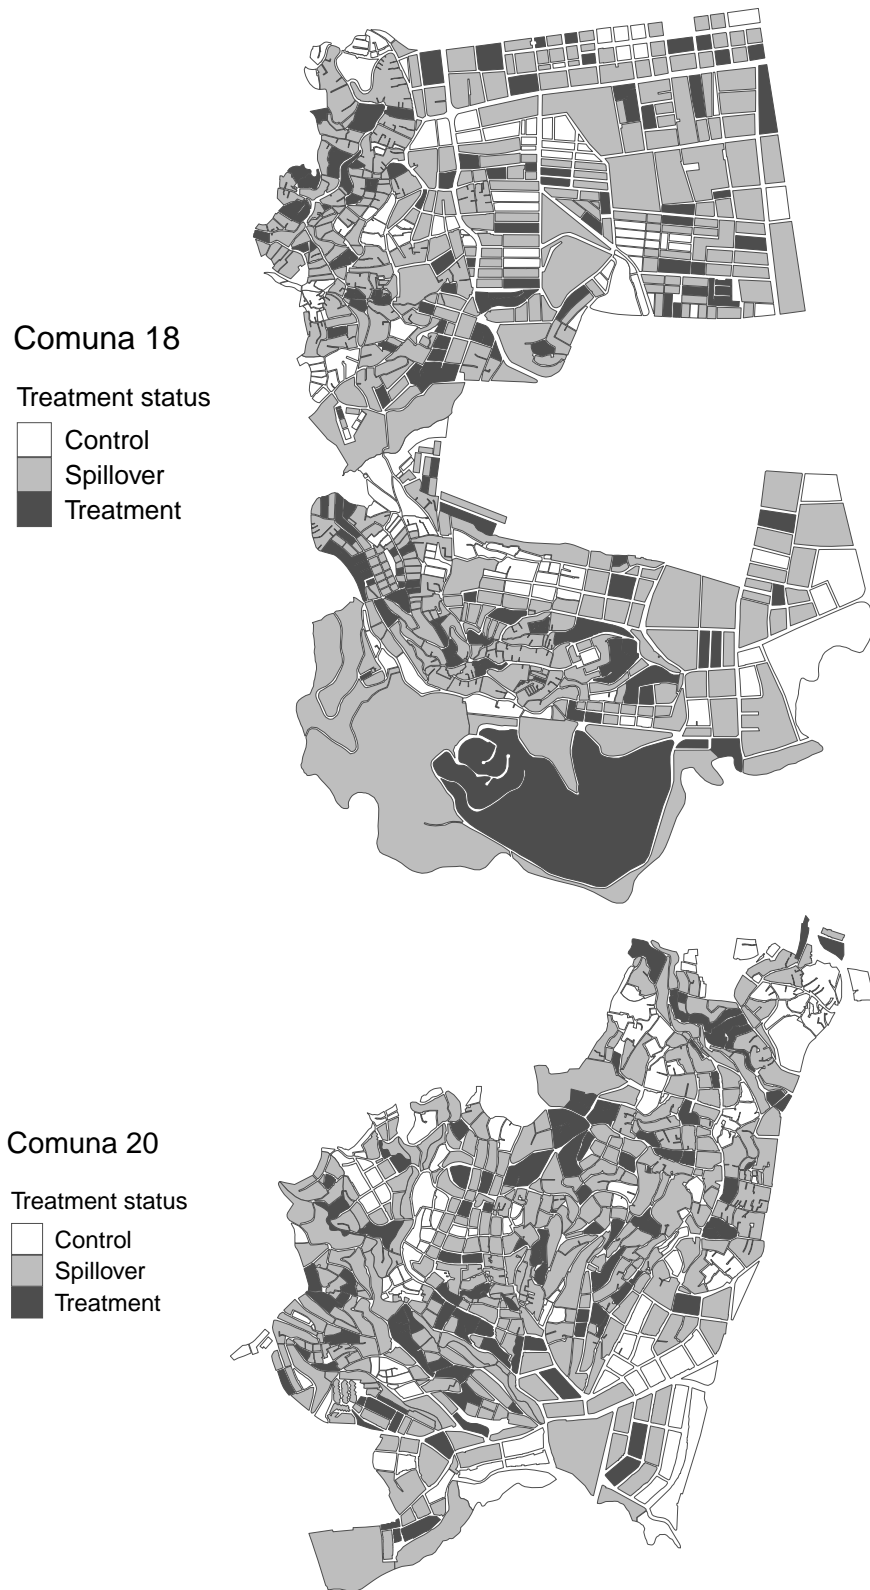 Comuna 18
Treatment status
Control
Spillover
Treatment
Comuna 20
Treatment status
Control
Spillover
Treatment